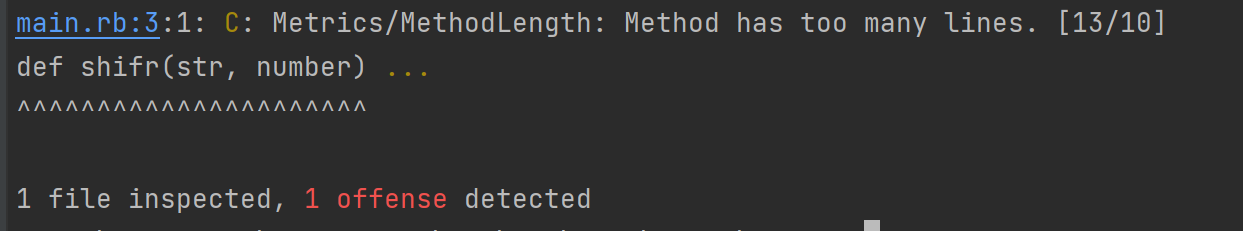 main.rb:3:1: C: Metrics/MethodLength: Method has too many lines. [13/10]
def shifr(str, number) ...
^^^^^^^^^^^^^^^^^^^^^^
1 file inspected, 1 offense detected